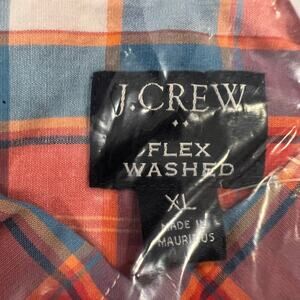 J.CREW
FLEX
WASHED
XL
MADE IN
MAURITIUS